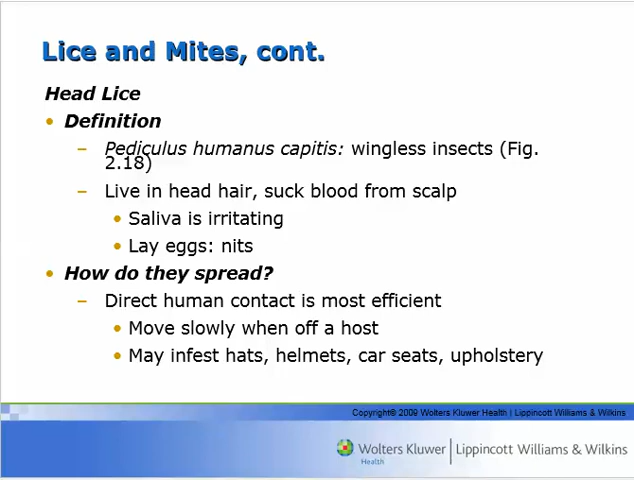 Lice and Mites, cont.
Head Lice
• Definition
– Pediculus humanus capitis: wingless insects (Fig.
2.18)
– Live in head hair, suck blood from scalp
• Saliva is irritating
• Lay eggs: nits
• How do they spread?
– Direct human contact is most efficient
• Move slowly when off a host
• May infest hats, helmets, car seats, upholstery
Copyright© 2009 Wolters Kluwer Health | Lippincott Williams & Wilkins
Wolters Kluwer | Lippincott Williams & Wilkins
Health